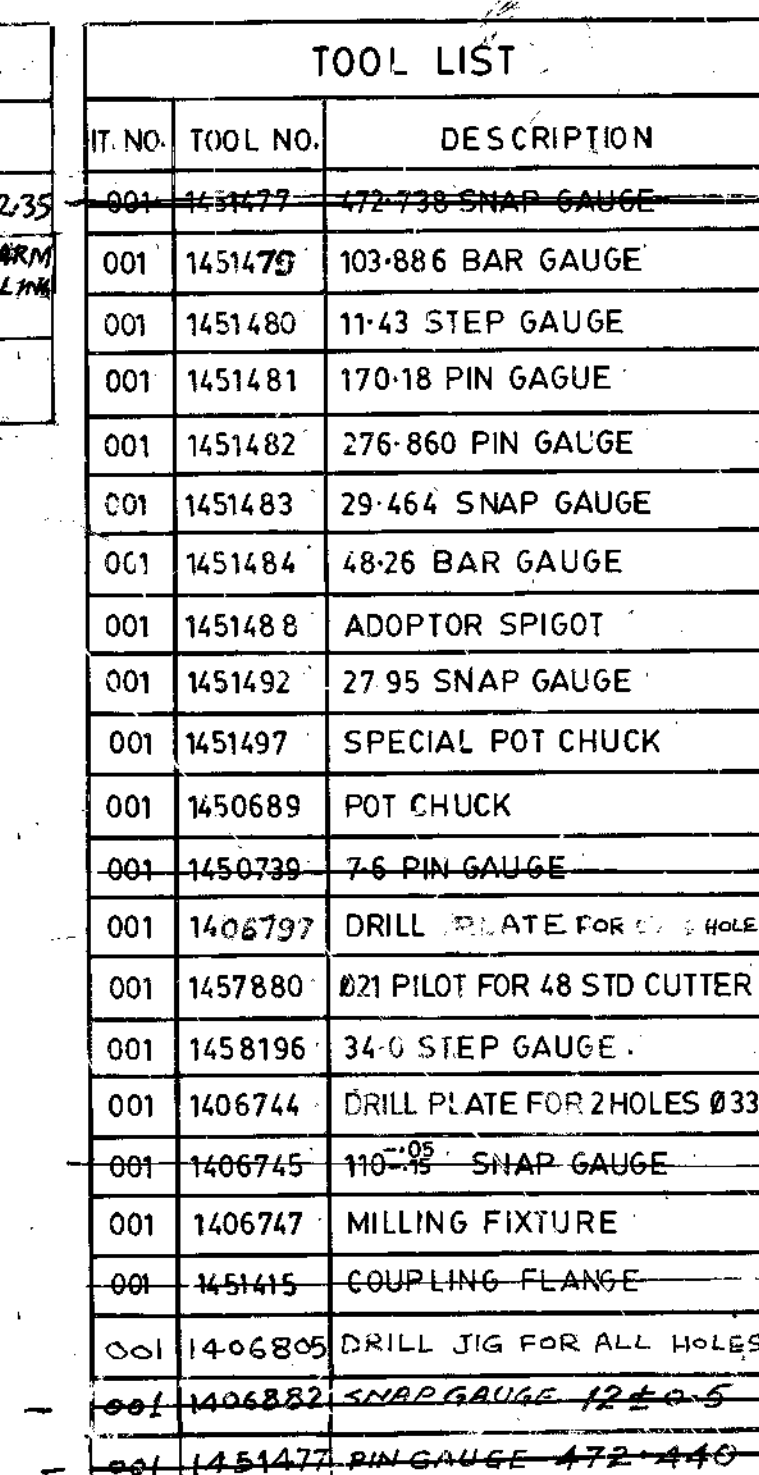 TOOL LIST
IT. NO. TOOL NO. DESCRIPTION
2.35
001 1451477 472.738 SNAP GAUGE
ARM
001 1451479 103.886 BAR GAUGE
001 1451480 11.43 STEP GAUGE
001 1451481 170.18 PIN GAGUE
001 1451482 276.860 PIN GAUGE
001 1451483 29.464 SNAP GAUGE
001 1451484 48.26 BAR GAUGE
001 1451488 ADOPTOR SPIGOT
001 1451492 27.95 SNAP GAUGE
001 1451497 SPECIAL POT CHUCK
001 1450689 POT CHUCK
001 1450739 7.6 PIN GAUGE
001 1406797 DRILL PLATE FOR HOLE
001 1457880 Ø21 PILOT FOR 48 STD CUTTER
001 1458196 34.0 STEP GAUGE.
001 1406744 DRILL PLATE FOR 2 HOLES Ø33
001 1406745 110 -.05 -.15 SNAP GAUGE
001 1406747 MILLING FIXTURE
001 1451415 COUPLING FLANGE
001 1406805 DRILL JIG FOR ALL HOLES
001 1406882 SNAP GAUGE 12±0.5
001 1451477 PIN GAUGE 472.440